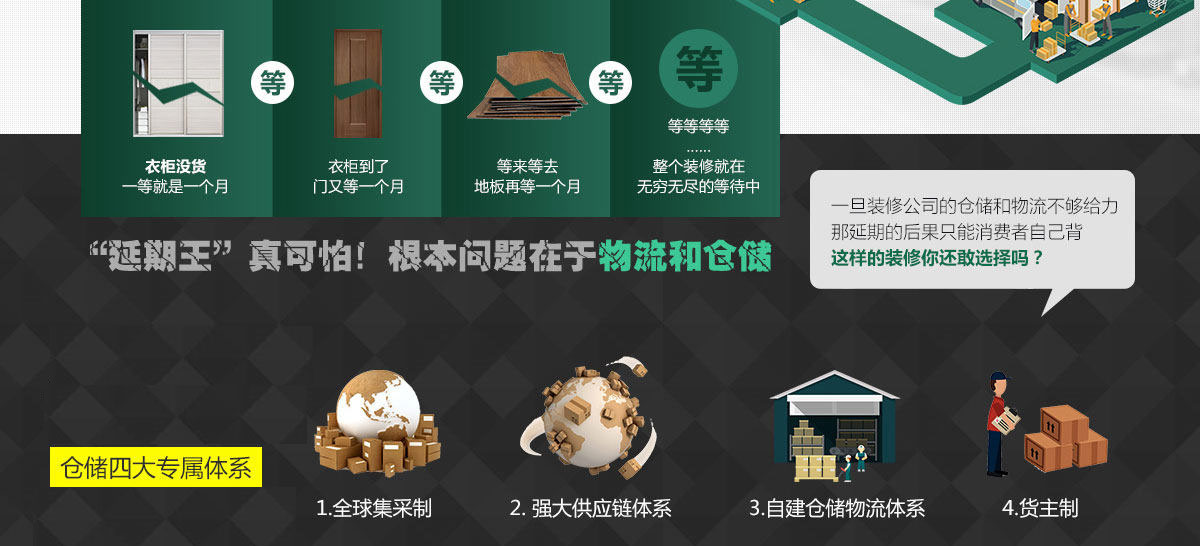 等
等
等
等
衣柜没货
一等就是一个月
衣柜到了
门又等一个月
等来等去
地板再等一个月
等等等等
......
整个装修就在
无穷无尽的等待中
“延期王”真可怕！根本问题在于物流和仓储
一旦装修公司的仓储和物流不够给力
那延期的后果只能消费者自己背
这样的装修你还敢选择吗？
仓储四大专属体系
1.全球集采制
2. 强大供应链体系
3.自建仓储物流体系
4.货主制